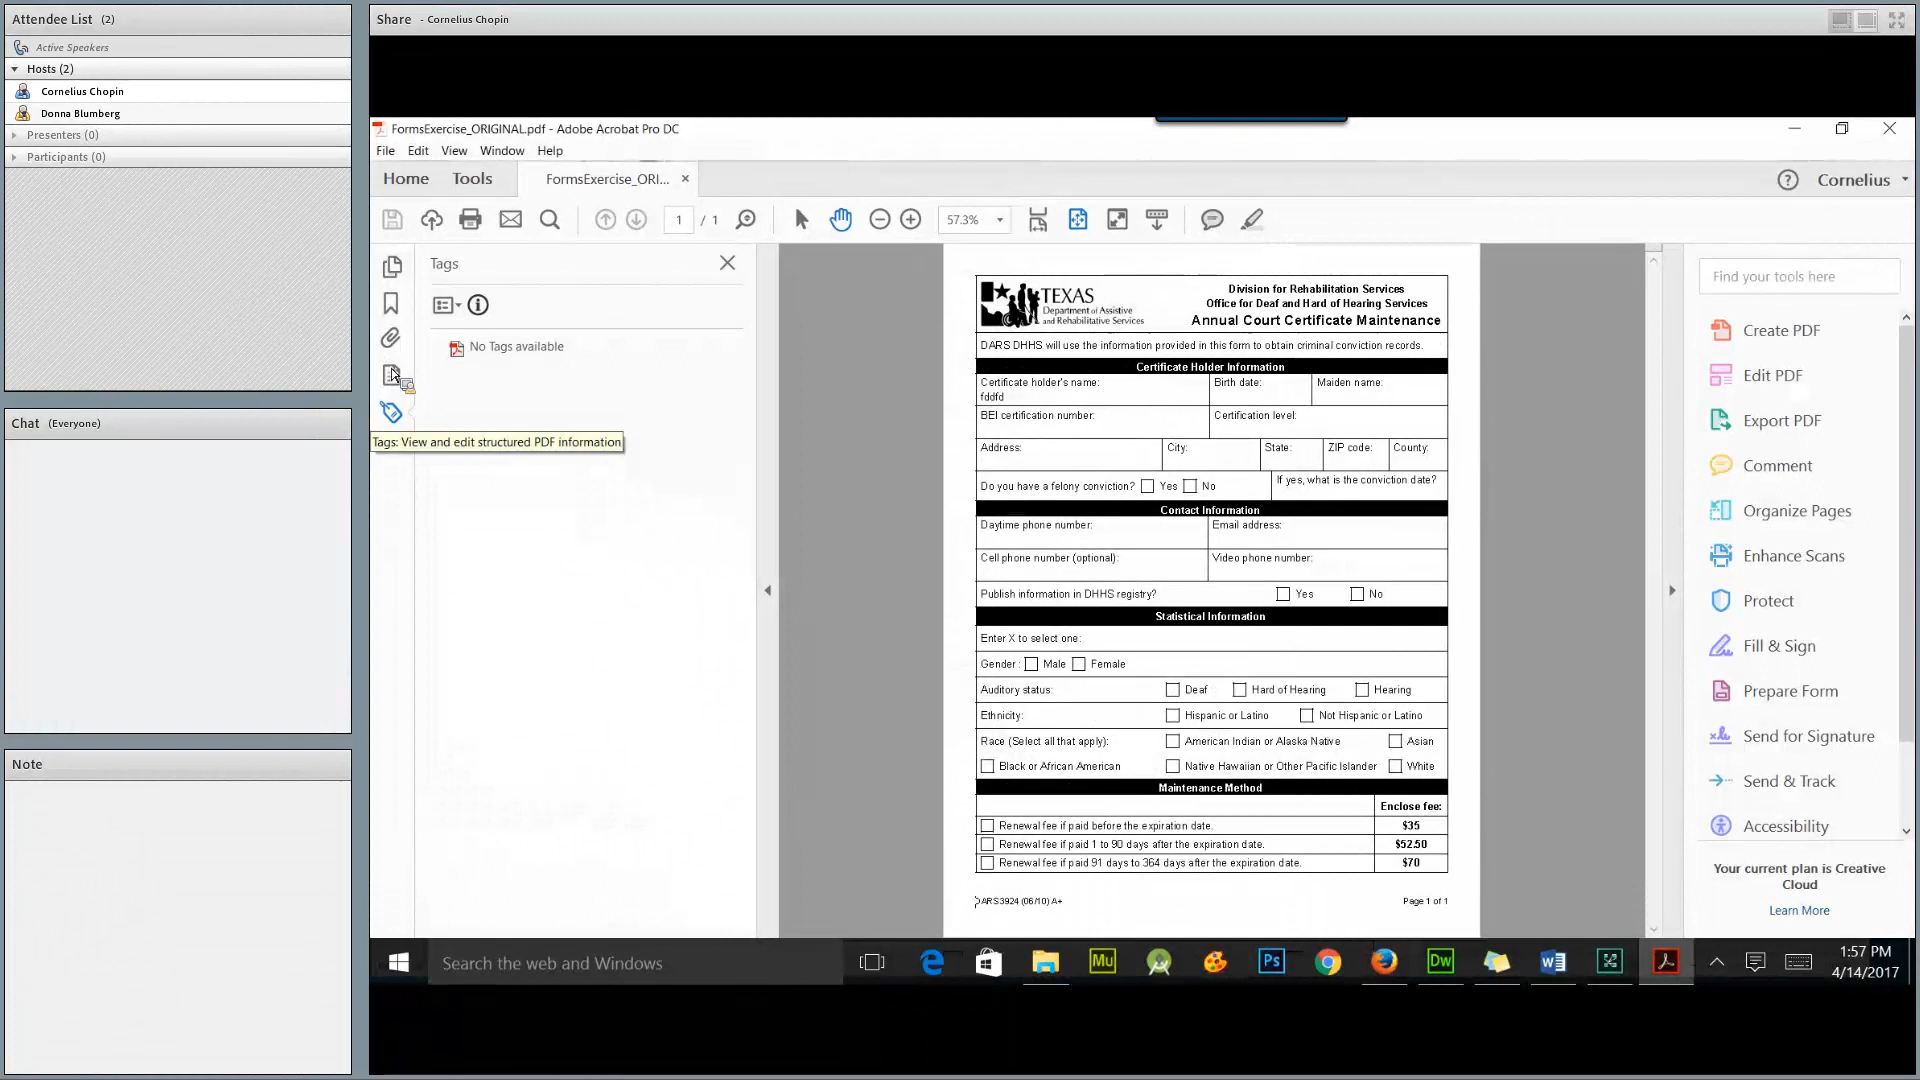 Attendee List (2)
Active Speakers
Hosts (2)
Cornelius Chopin
Donna Blumberg
Presenters (0)
Participants (0)
Chat (Everyone)
Note
Share - Cornelius Chopin
FormsExercise_ORIGINAL.pdf - Adobe Acrobat Pro DC
File Edit View Window Help
Home Tools FormsExercise_ORI... × Cornelius
1 / 1 57.3%
Tags
No Tags available
Tags: View and edit structured PDF information
TEXAS
Department of Assistive
and Rehabilitative Services
Division for Rehabilitation Services
Office for Deaf and Hard of Hearing Services
Annual Court Certificate Maintenance
DARS DHHS will use the information provided in this form to obtain criminal conviction records.
Certificate Holder Information
Certificate holder's name: Birth date: Maiden name:
fddfd
BEI certification number: Certification level:
Address: City: State: ZIP code: County:
Do you have a felony conviction? Yes No If yes, what is the conviction date?
Contact Information
Daytime phone number: Email address:
Cell phone number (optional): Video phone number:
Publish information in DHHS registry? Yes No
Statistical Information
Enter X to select one:
Gender : Male Female
Auditory status: Deaf Hard of Hearing Hearing
Ethnicity: Hispanic or Latino Not Hispanic or Latino
Race (Select all that apply): American Indian or Alaska Native Asian
Black or African American Native Hawaiian or Other Pacific Islander White
Maintenance Method
Enclose fee:
Renewal fee if paid before the expiration date. $35
Renewal fee if paid 1 to 90 days after the expiration date. $52.50
Renewal fee if paid 91 days to 364 days after the expiration date. $70
DARS3924 (06/10) A+ Page 1 of 1
Find your tools here
Create PDF
Edit PDF
Export PDF
Comment
Organize Pages
Enhance Scans
Protect
Fill & Sign
Prepare Form
Send for Signature
Send & Track
Accessibility
Your current plan is Creative
Cloud
Learn More
Search the web and Windows
Mu
Ps
Dw
1:57 PM
4/14/2017